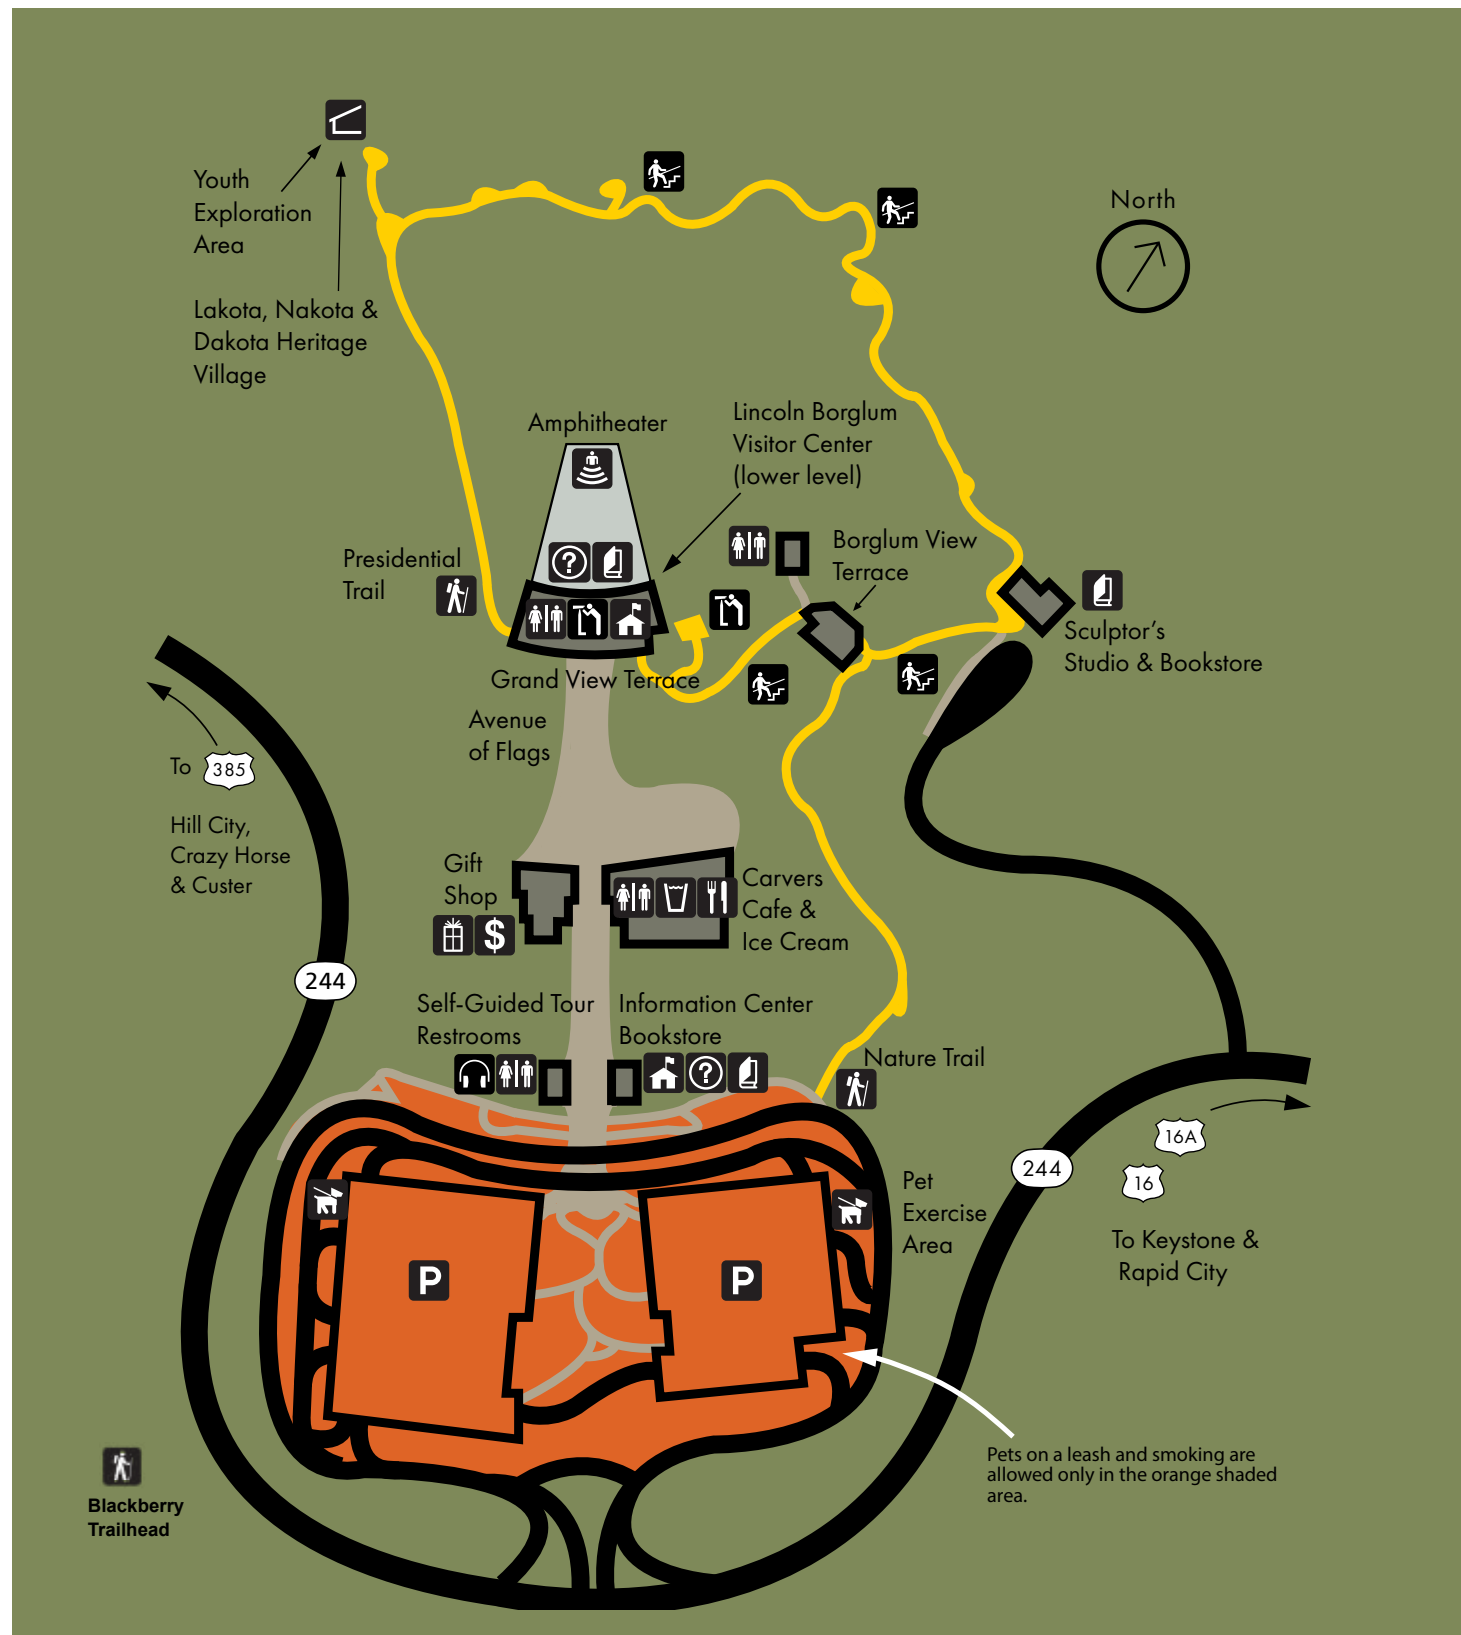 Youth
Exploration
Area
Lakota, Nakota &
Dakota Heritage
Village
North
Amphitheater
Lincoln Borglum
Visitor Center
(lower level)
?
Presidential
Trail
Borglum View
Terrace
Sculptor's
Studio & Bookstore
Grand View Terrace
Avenue
of Flags
To 385
Hill City,
Crazy Horse
& Custer
Gift
Shop
$
Carvers
Cafe &
Ice Cream
244
Self-Guided Tour
Restrooms
Information Center
Bookstore
?
Nature Trail
16A
244
16
To Keystone &
Rapid City
Pet
Exercise
Area
P
P
Pets on a leash and smoking are
allowed only in the orange shaded
area.
Blackberry
Trailhead